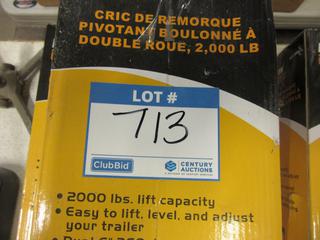 CRIC DE REMORQUE
PIVOTANT BOULONNÉ À
DOUBLE ROUE, 2,000 LB
LOT #
713
ClubBid
CENTURY
AUCTIONS
• 2000 lbs. lift capacity
• Easy to lift, level, and adjust
your trailer